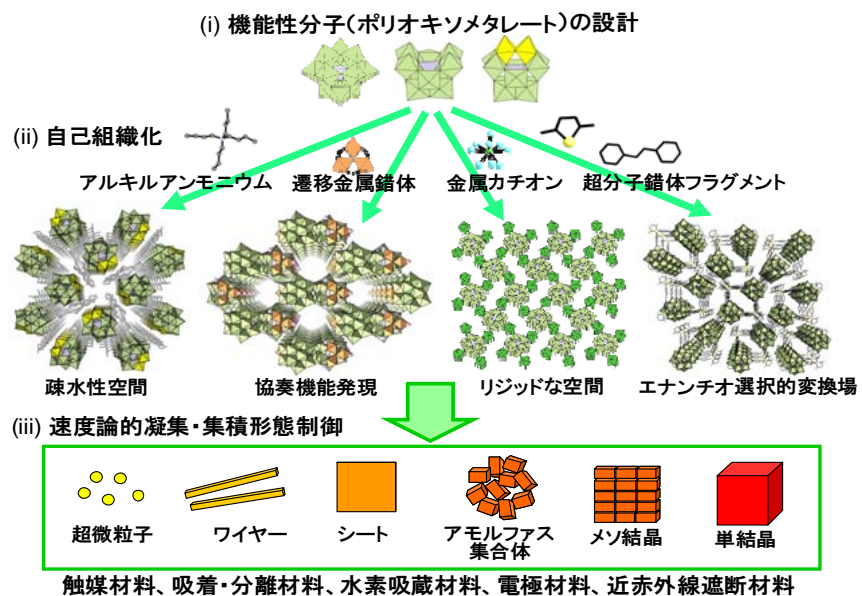 (i) 機能性分子(ポリオキソメタレート)の設計
(ii) 自己組織化
アルキルアンモニウム 遷移金属錯体 金属カチオン 超分子錯体フラグメント
疎水性空間 協奏機能発現 リジッドな空間 エナンチオ選択的変換場
(iii) 速度論的凝集・集積形態制御
超微粒子 ワイヤー シート アモルファス 集合体 メソ結晶 単結晶
触媒材料、吸着・分離材料、水素吸蔵材料、電極材料、近赤外線遮断材料